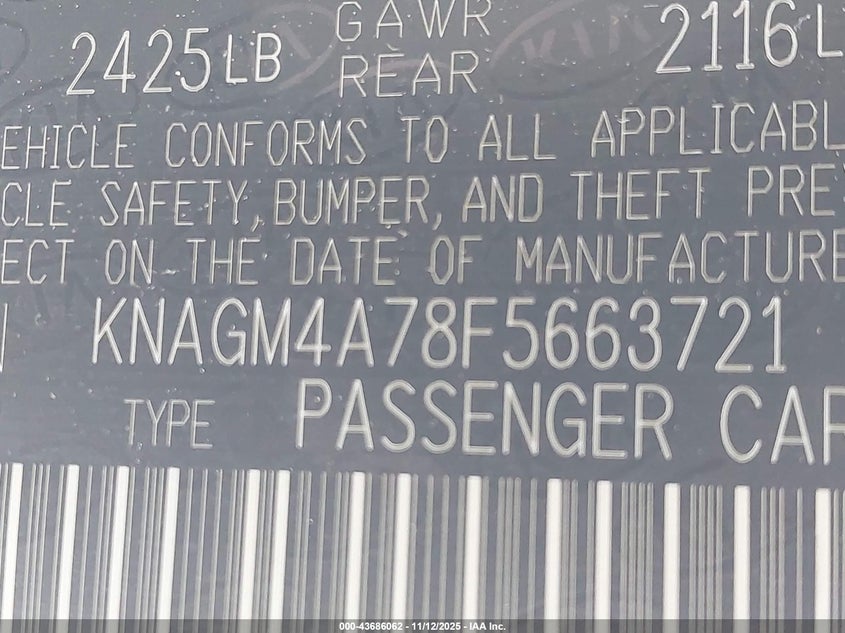 GAWR
2425LB REAR 2116L
EHICLE CONFORMS TO ALL APPLICABL
CLE SAFETY, BUMPER, AND THEFT PRE
ECT ON THE DATE OF MANUFACTURE
KNAGM4A78F5663721
TYPE PASSENGER CAR
000-43686062 - 11/12/2025 - IAA Inc.